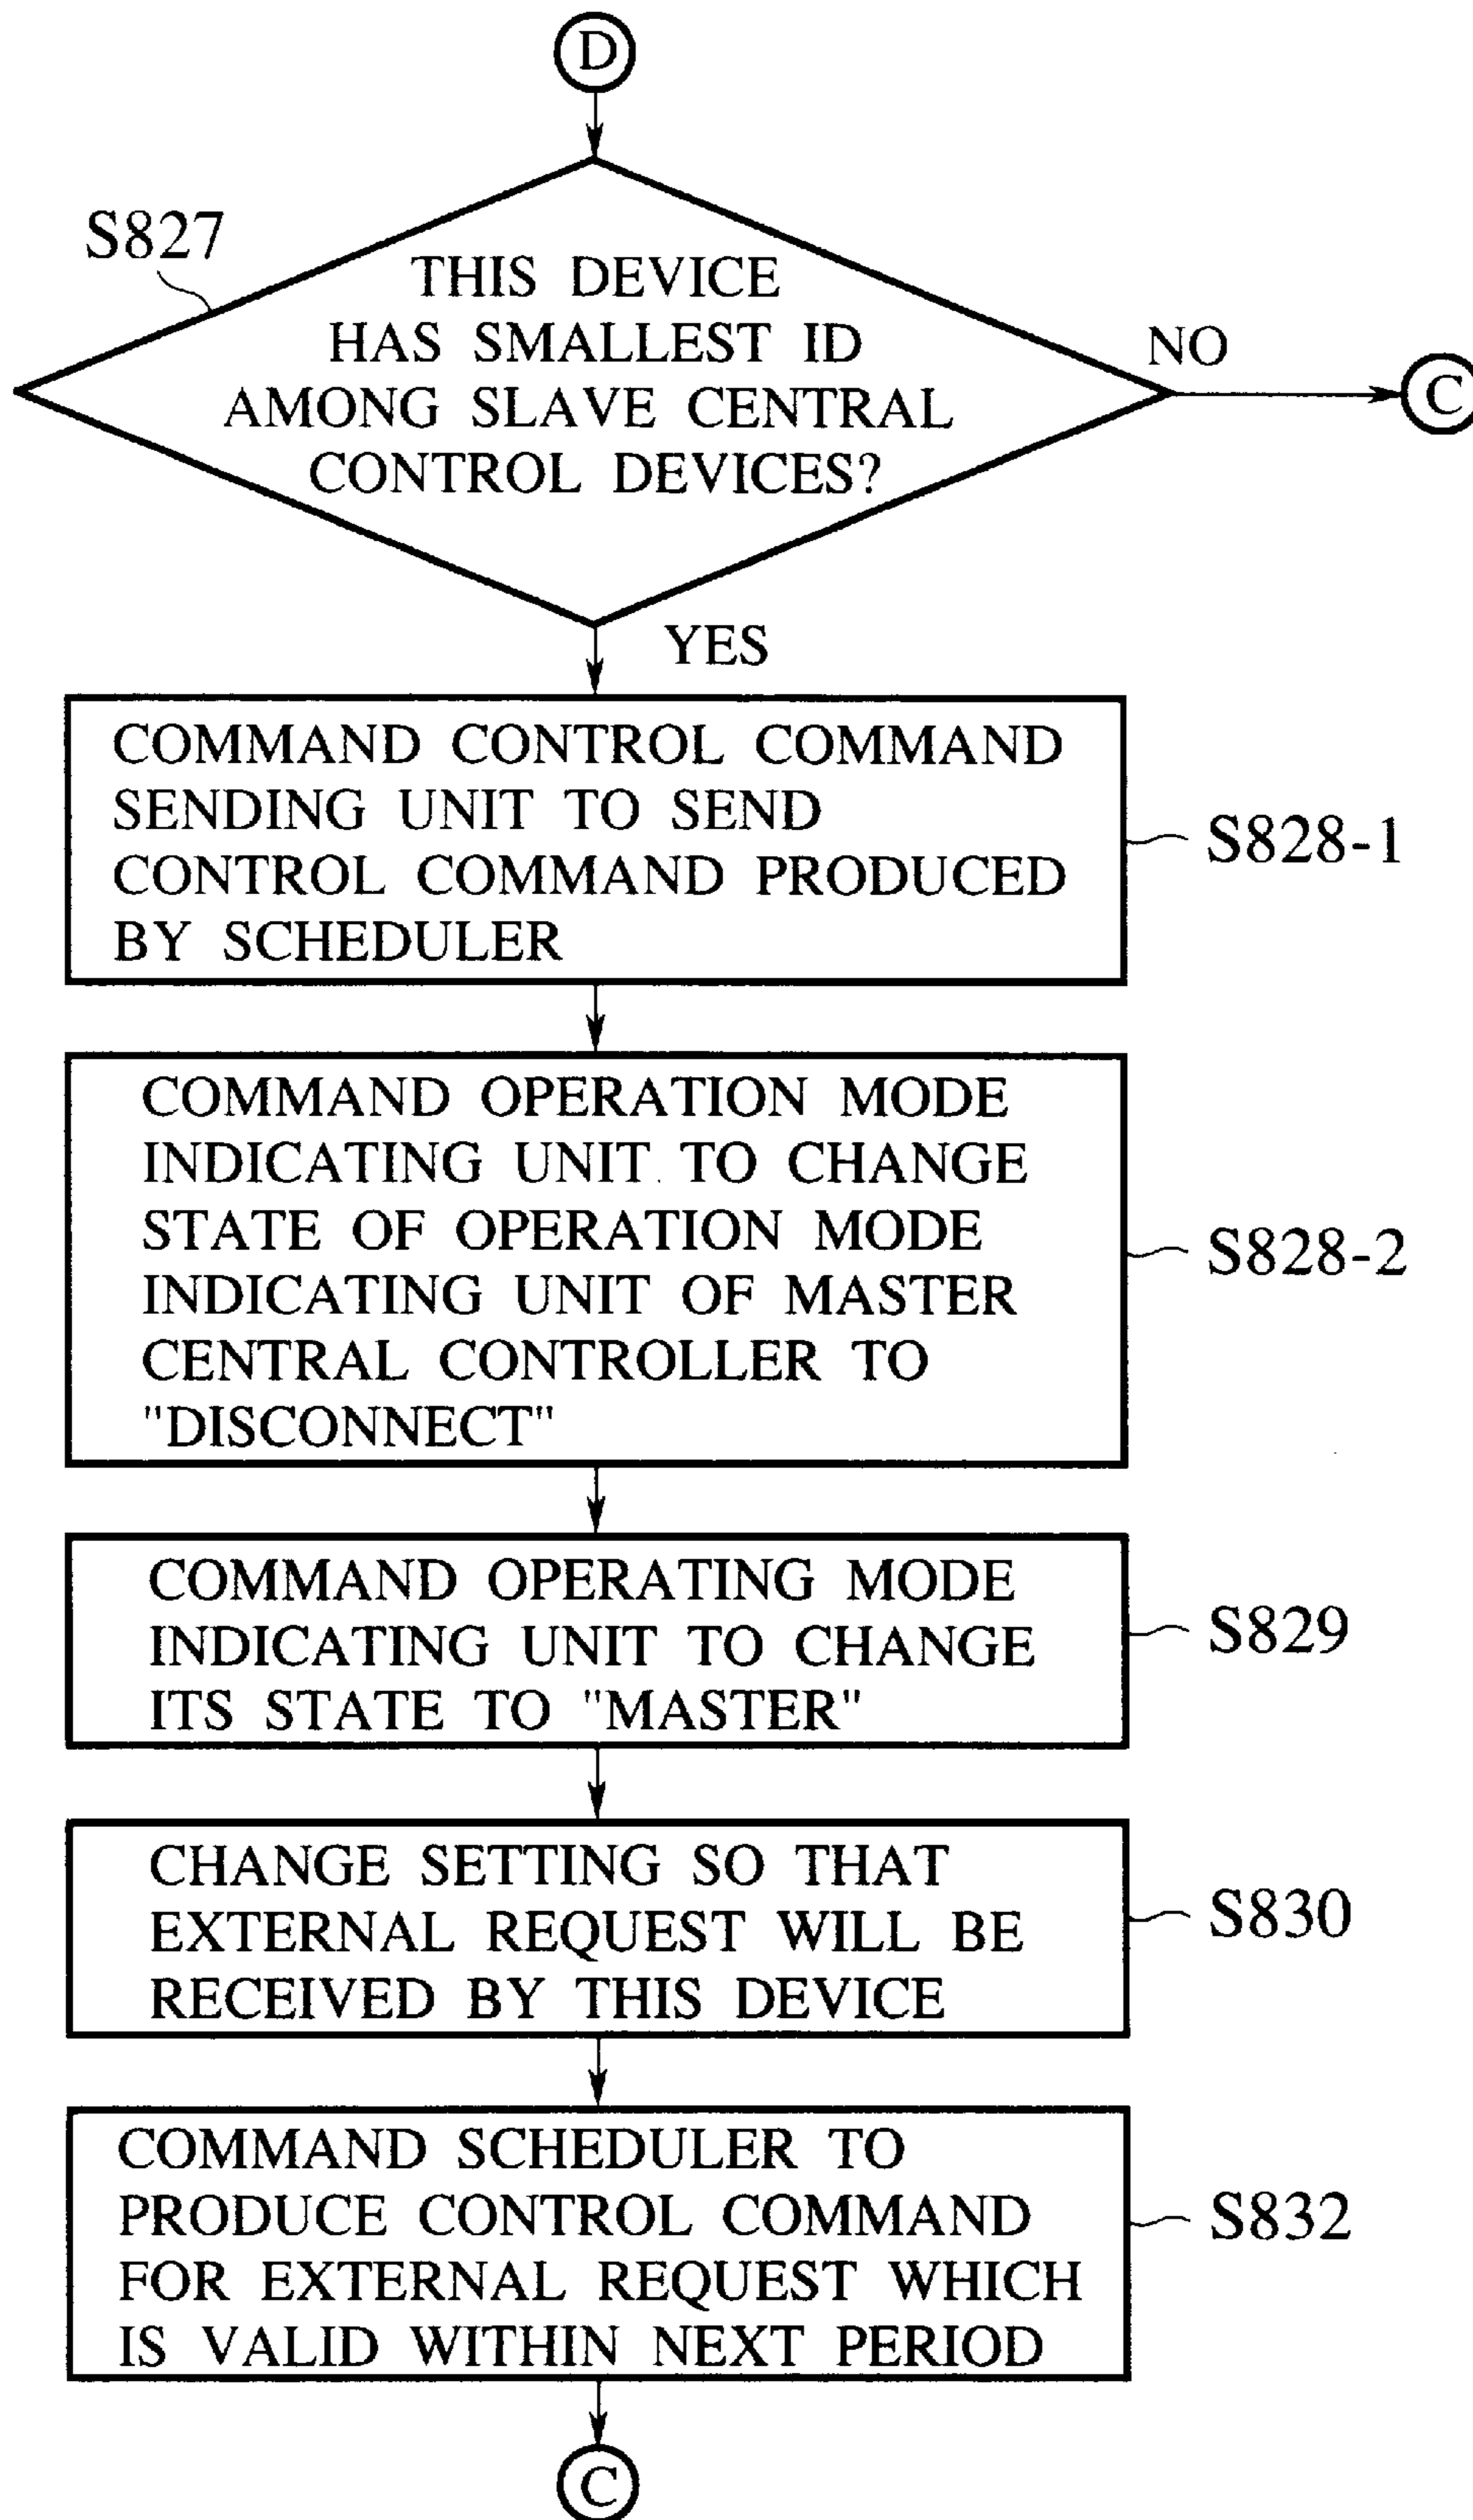 D
S827
THIS DEVICE
HAS SMALLEST ID
AMONG SLAVE CENTRAL
CONTROL DEVICES?
NO
C
YES
COMMAND CONTROL COMMAND
SENDING UNIT TO SEND
CONTROL COMMAND PRODUCED
BY SCHEDULER
S828-1
COMMAND OPERATION MODE
INDICATING UNIT TO CHANGE
STATE OF OPERATION MODE
INDICATING UNIT OF MASTER
CENTRAL CONTROLLER TO
"DISCONNECT"
S828-2
COMMAND OPERATING MODE
INDICATING UNIT TO CHANGE
ITS STATE TO "MASTER"
S829
CHANGE SETTING SO THAT
EXTERNAL REQUEST WILL BE
RECEIVED BY THIS DEVICE
S830
COMMAND SCHEDULER TO
PRODUCE CONTROL COMMAND
FOR EXTERNAL REQUEST WHICH
IS VALID WITHIN NEXT PERIOD
S832
C